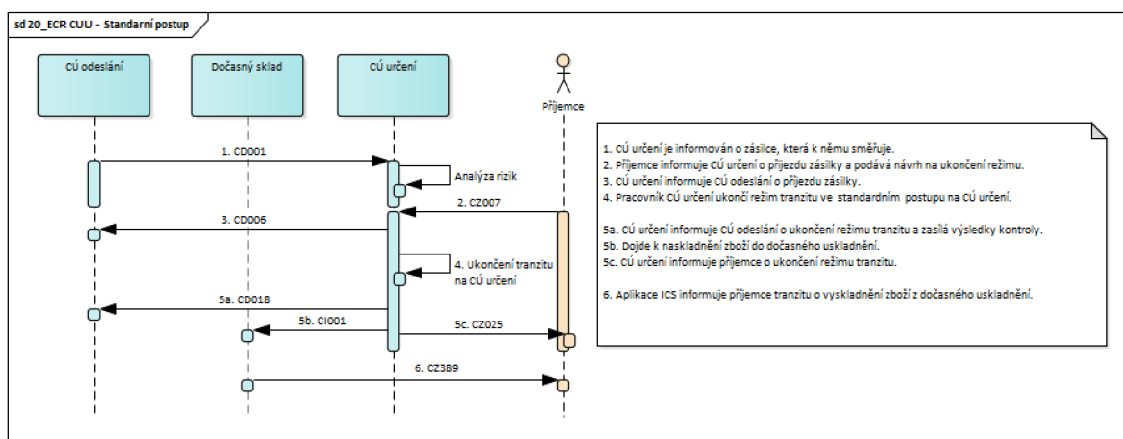 sd 20_ECR CUU - Standarní postup
CÚ odeslání
Dočasný sklad
CÚ určení
Příjemce
1. CD001
Analýza rizik
2. CZ007
3. CD006
4. Ukončení tranzitu
na CÚ určení
5a. CD018
5b. CI001
5c. CZ025
6. CZ389
1. CÚ určení je informován o zásilce, která k němu směřuje.
2. Příjemce informuje CÚ určení o příjezdu zásilky a podává návrh na ukončení režimu.
3. CÚ určení informuje CÚ odeslání o příjezdu zásilky.
4. Pracovník CÚ určení ukončí režim tranzitu ve standardním postupu na CÚ určení.
5a. CÚ určení informuje CÚ odeslání o ukončení režimu tranzitu a zasílá výsledky kontroly.
5b. Dojde k naskladnění zboží do dočasného uskladnění.
5c. CÚ určení informuje příjemce o ukončení režimu tranzitu.
6. Aplikace ICS informuje příjemce tranzitu o vyskladnění zboží z dočasného uskladnění.